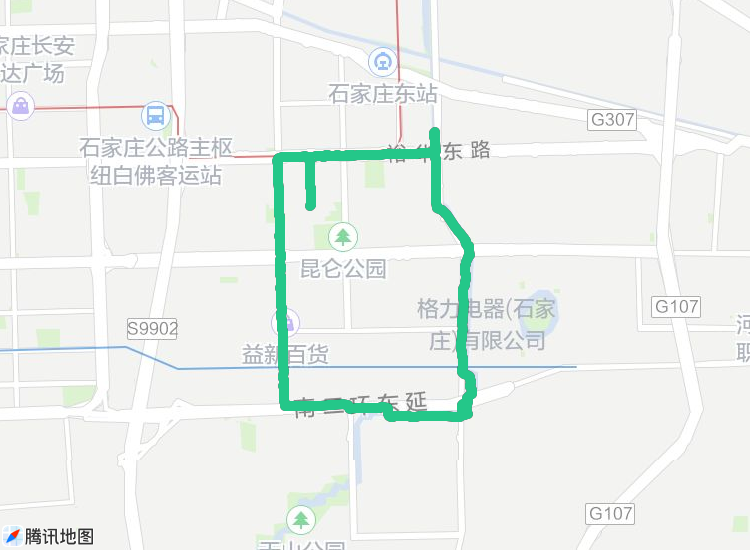 家庄长安
达广场
石家庄东站
G307
石家庄公路主枢
纽白佛客运站
裕华东路
昆仑公园
格力电器(石家
庄)有限公司
G107
S9902
河
职
益新百货
南三环东延
G107
天山公园
腾讯地图